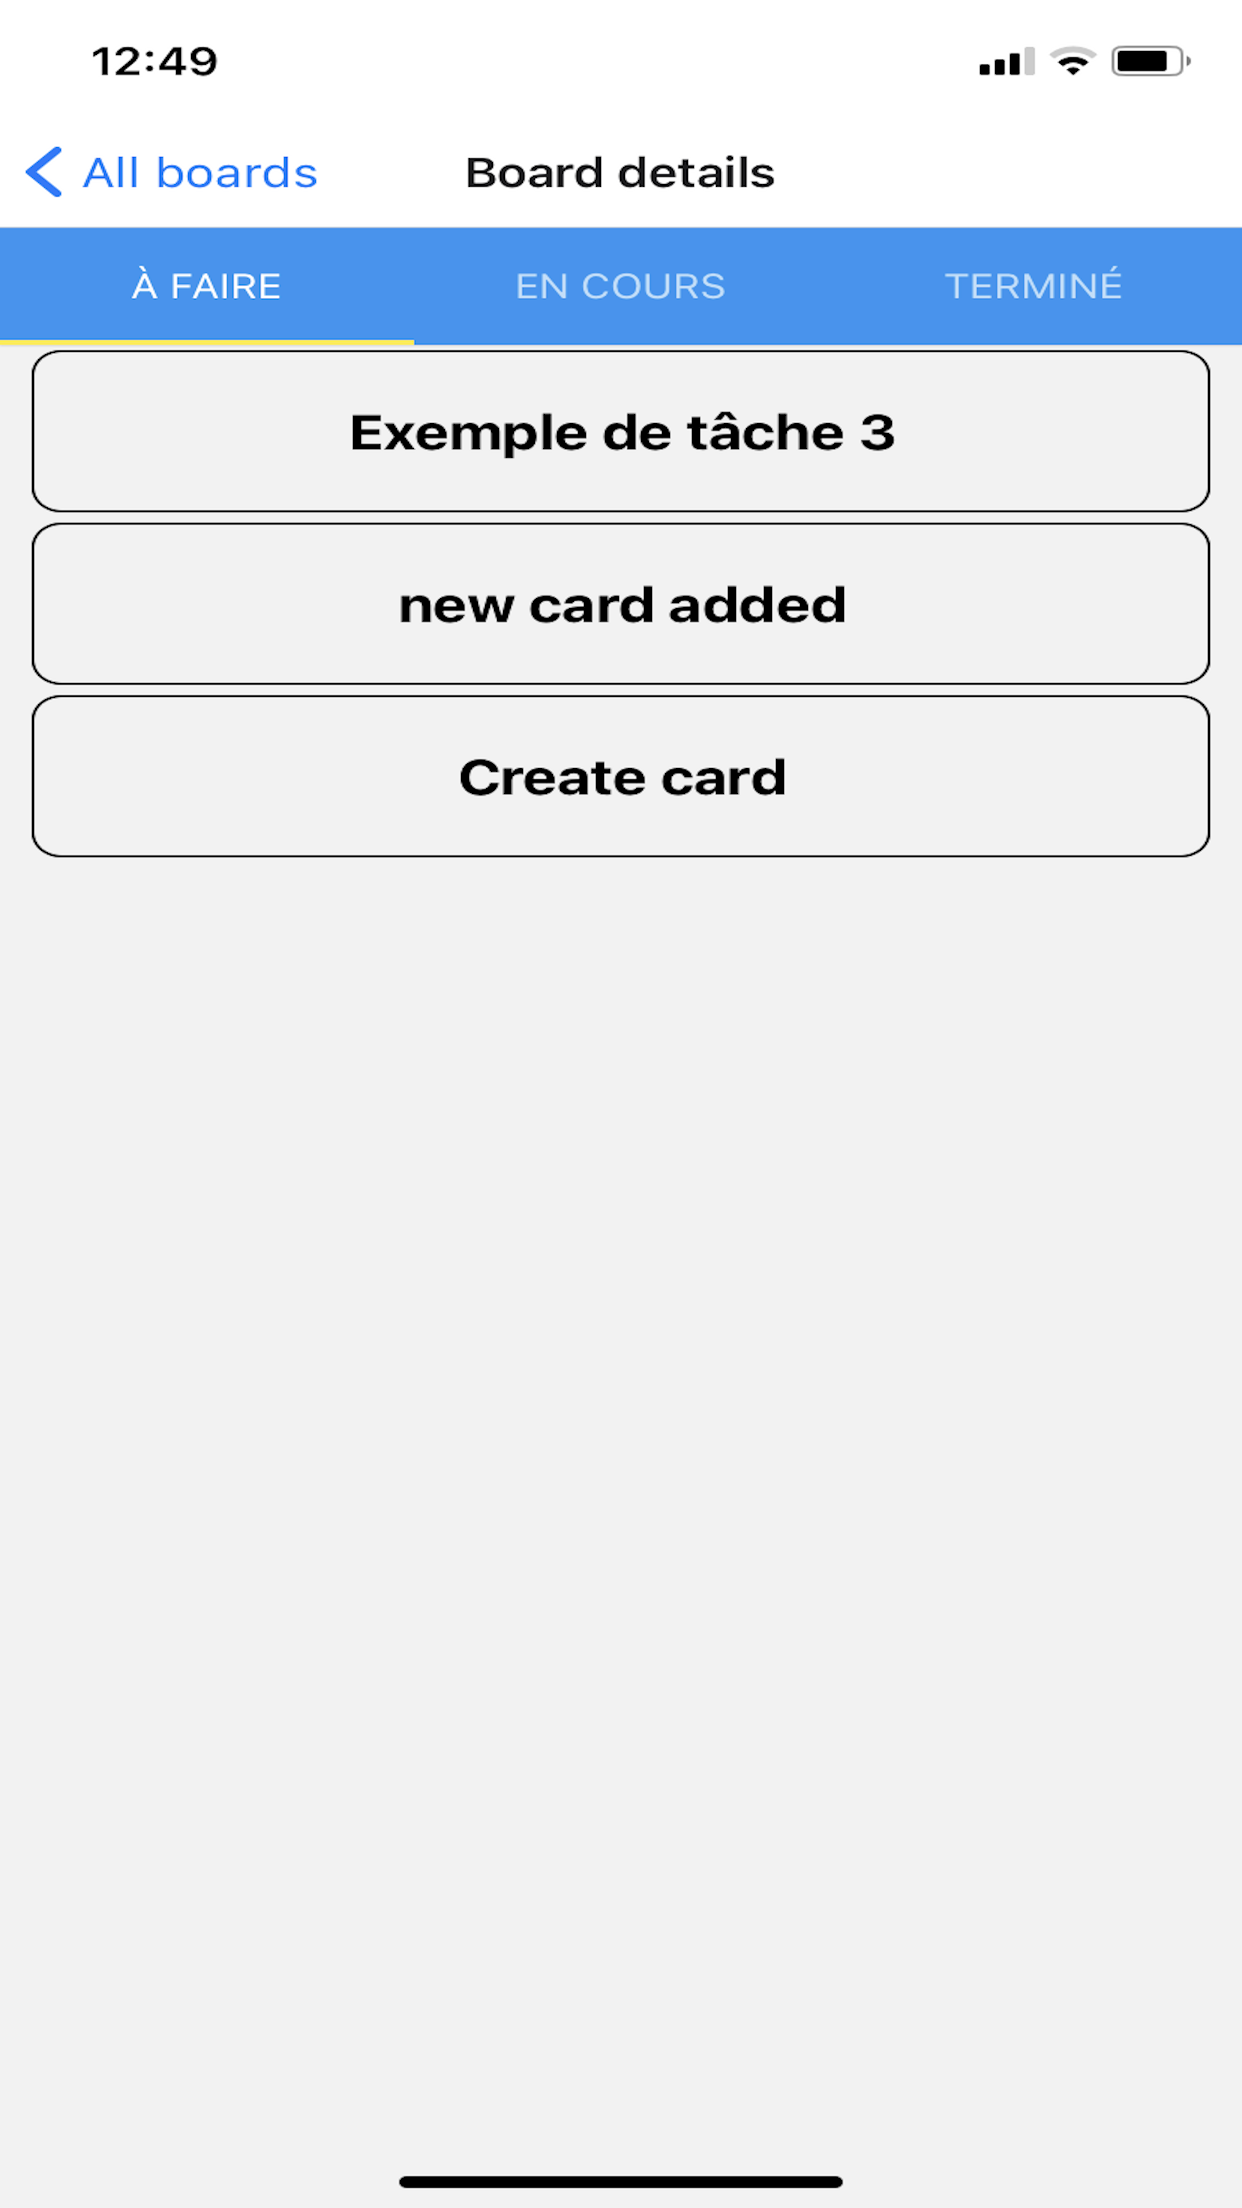 12:49
All boards
Board details
À FAIRE
EN COURS
TERMINÉ
Exemple de tâche 3
new card added
Create card